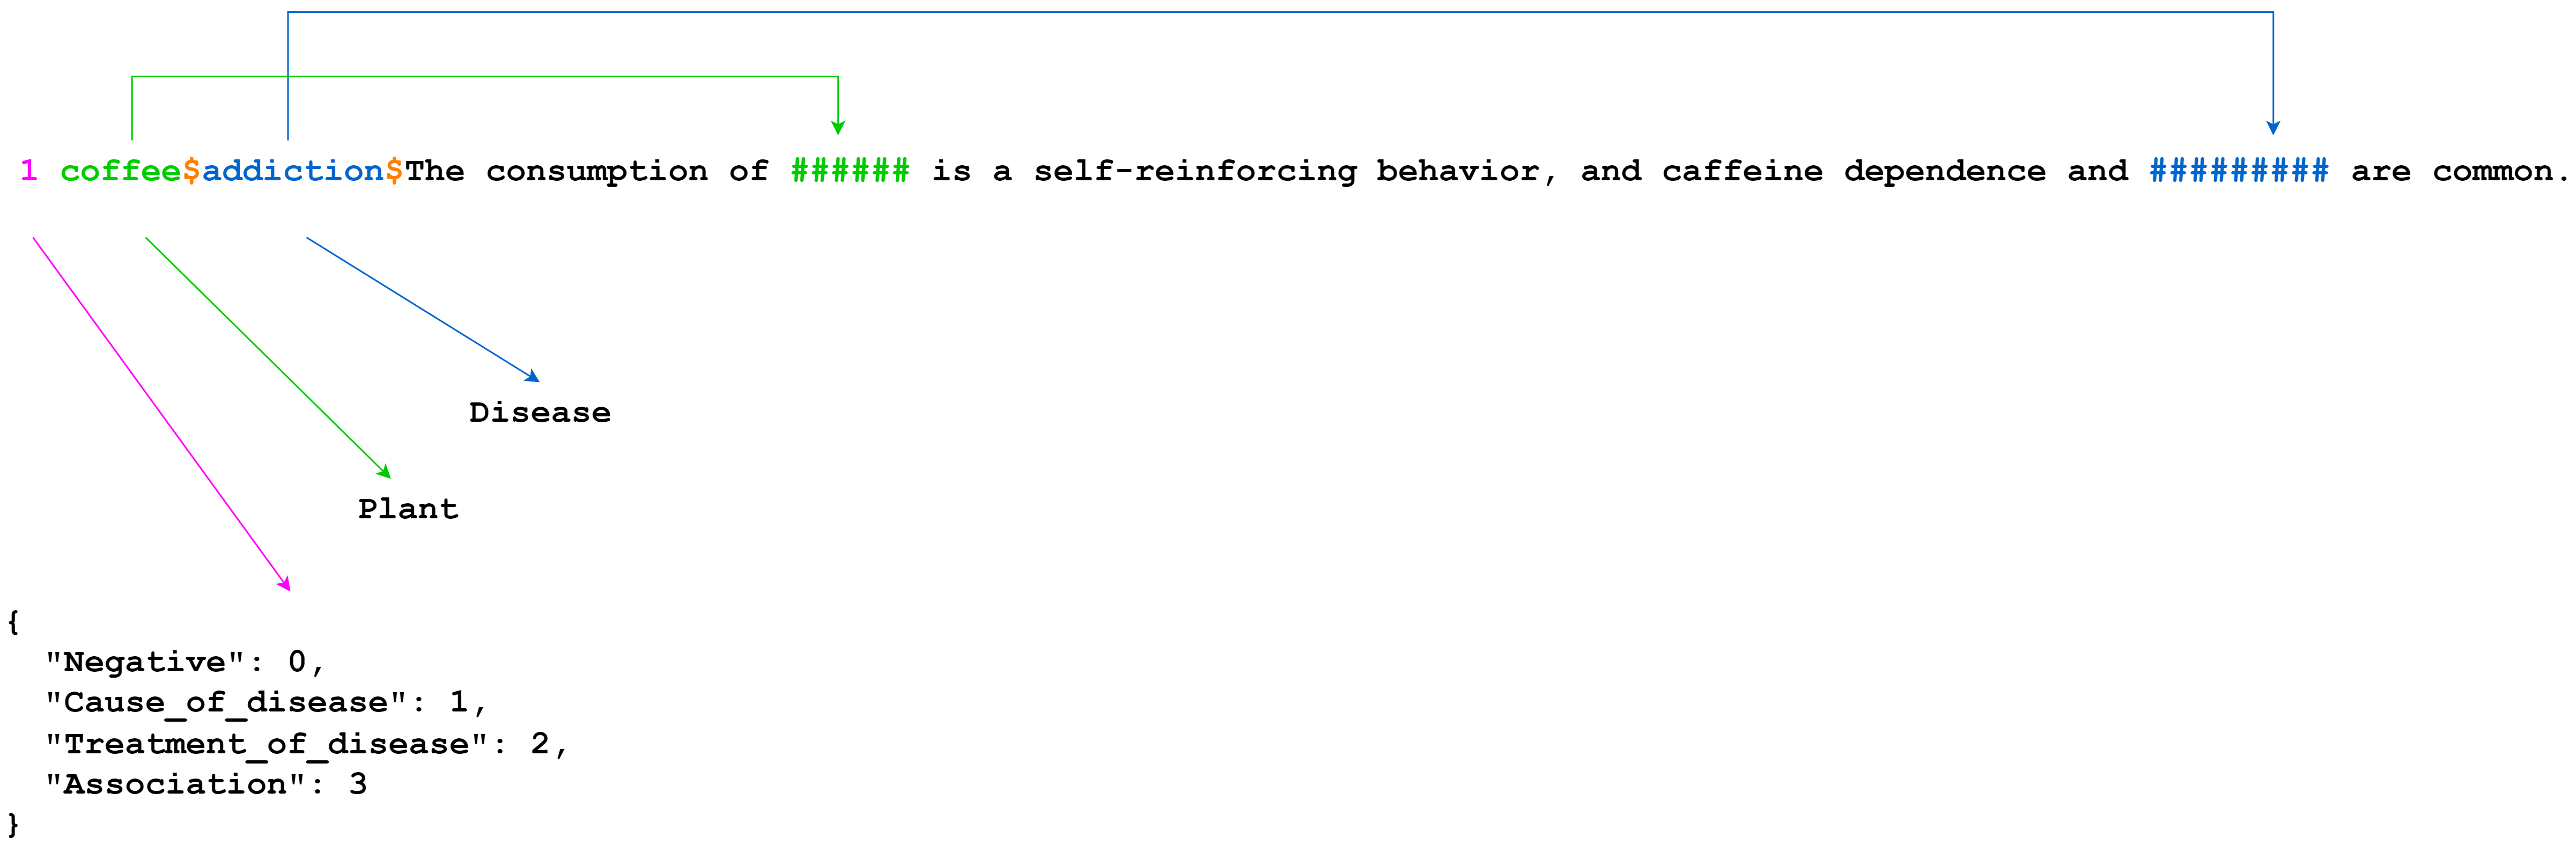 1 coffee$addiction$The consumption of ###### is a self-reinforcing behavior, and caffeine dependence and ######### are common.
Disease
Plant
{
  "Negative": 0,
  "Cause_of_disease": 1,
  "Treatment_of_disease": 2,
  "Association": 3
}